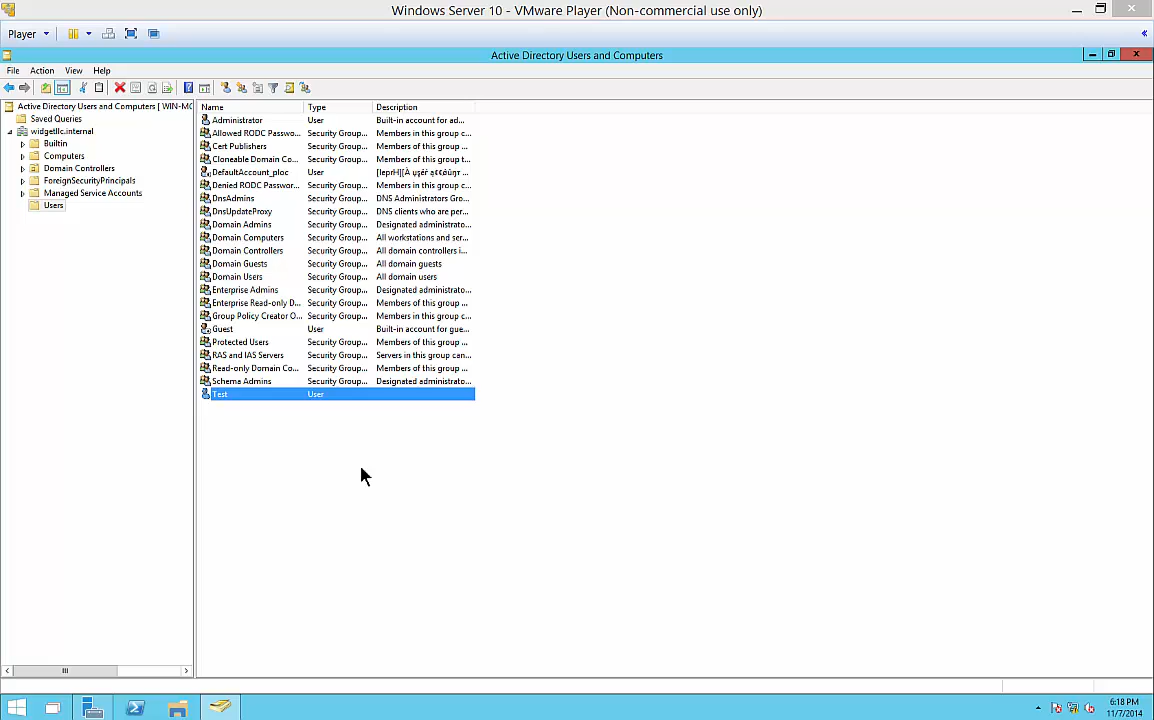 Windows Server 10 - VMware Player (Non-commercial use only)
Player
Active Directory Users and Computers
File Action View Help
Active Directory Users and Computers [ WIN-MC
Saved Queries
widgetllc.internal
Builtin
Computers
Domain Controllers
ForeignSecurityPrincipals
Managed Service Accounts
Users
Name Type Description
Administrator User Built-in account for ad...
Allowed RODC Passwo... Security Group... Members in this group c...
Cert Publishers Security Group... Members of this group ...
Cloneable Domain Co... Security Group... Members of this group t...
DefaultAccount_ploc User
Denied RODC Passwor... Security Group... Members in this group c...
DnsAdmins Security Group... DNS Administrators Gro...
DnsUpdateProxy Security Group... DNS clients who are per...
Domain Admins Security Group... Designated administrato...
Domain Computers Security Group... All workstations and ser...
Domain Controllers Security Group... All domain controllers i...
Domain Guests Security Group... All domain guests
Domain Users Security Group... All domain users
Enterprise Admins Security Group... Designated administrato...
Enterprise Read-only D... Security Group... Members of this group ...
Group Policy Creator O... Security Group... Members in this group c...
Guest User Built-in account for gue...
Protected Users Security Group... Members of this group ...
RAS and IAS Servers Security Group... Servers in this group can...
Read-only Domain Co... Security Group... Members of this group ...
Schema Admins Security Group... Designated administrato...
Test User
6:18 PM
11/7/2014